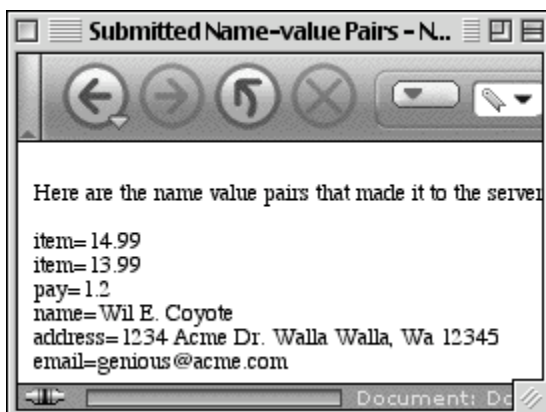 Submitted Name-value Pairs - N...
Here are the name value pairs that made it to the server
item=14.99
item=13.99
pay=1.2
name=Wil E. Coyote
address=1234 Acme Dr. Walla Walla, Wa 12345
email=genious@acme.com
Document: Do